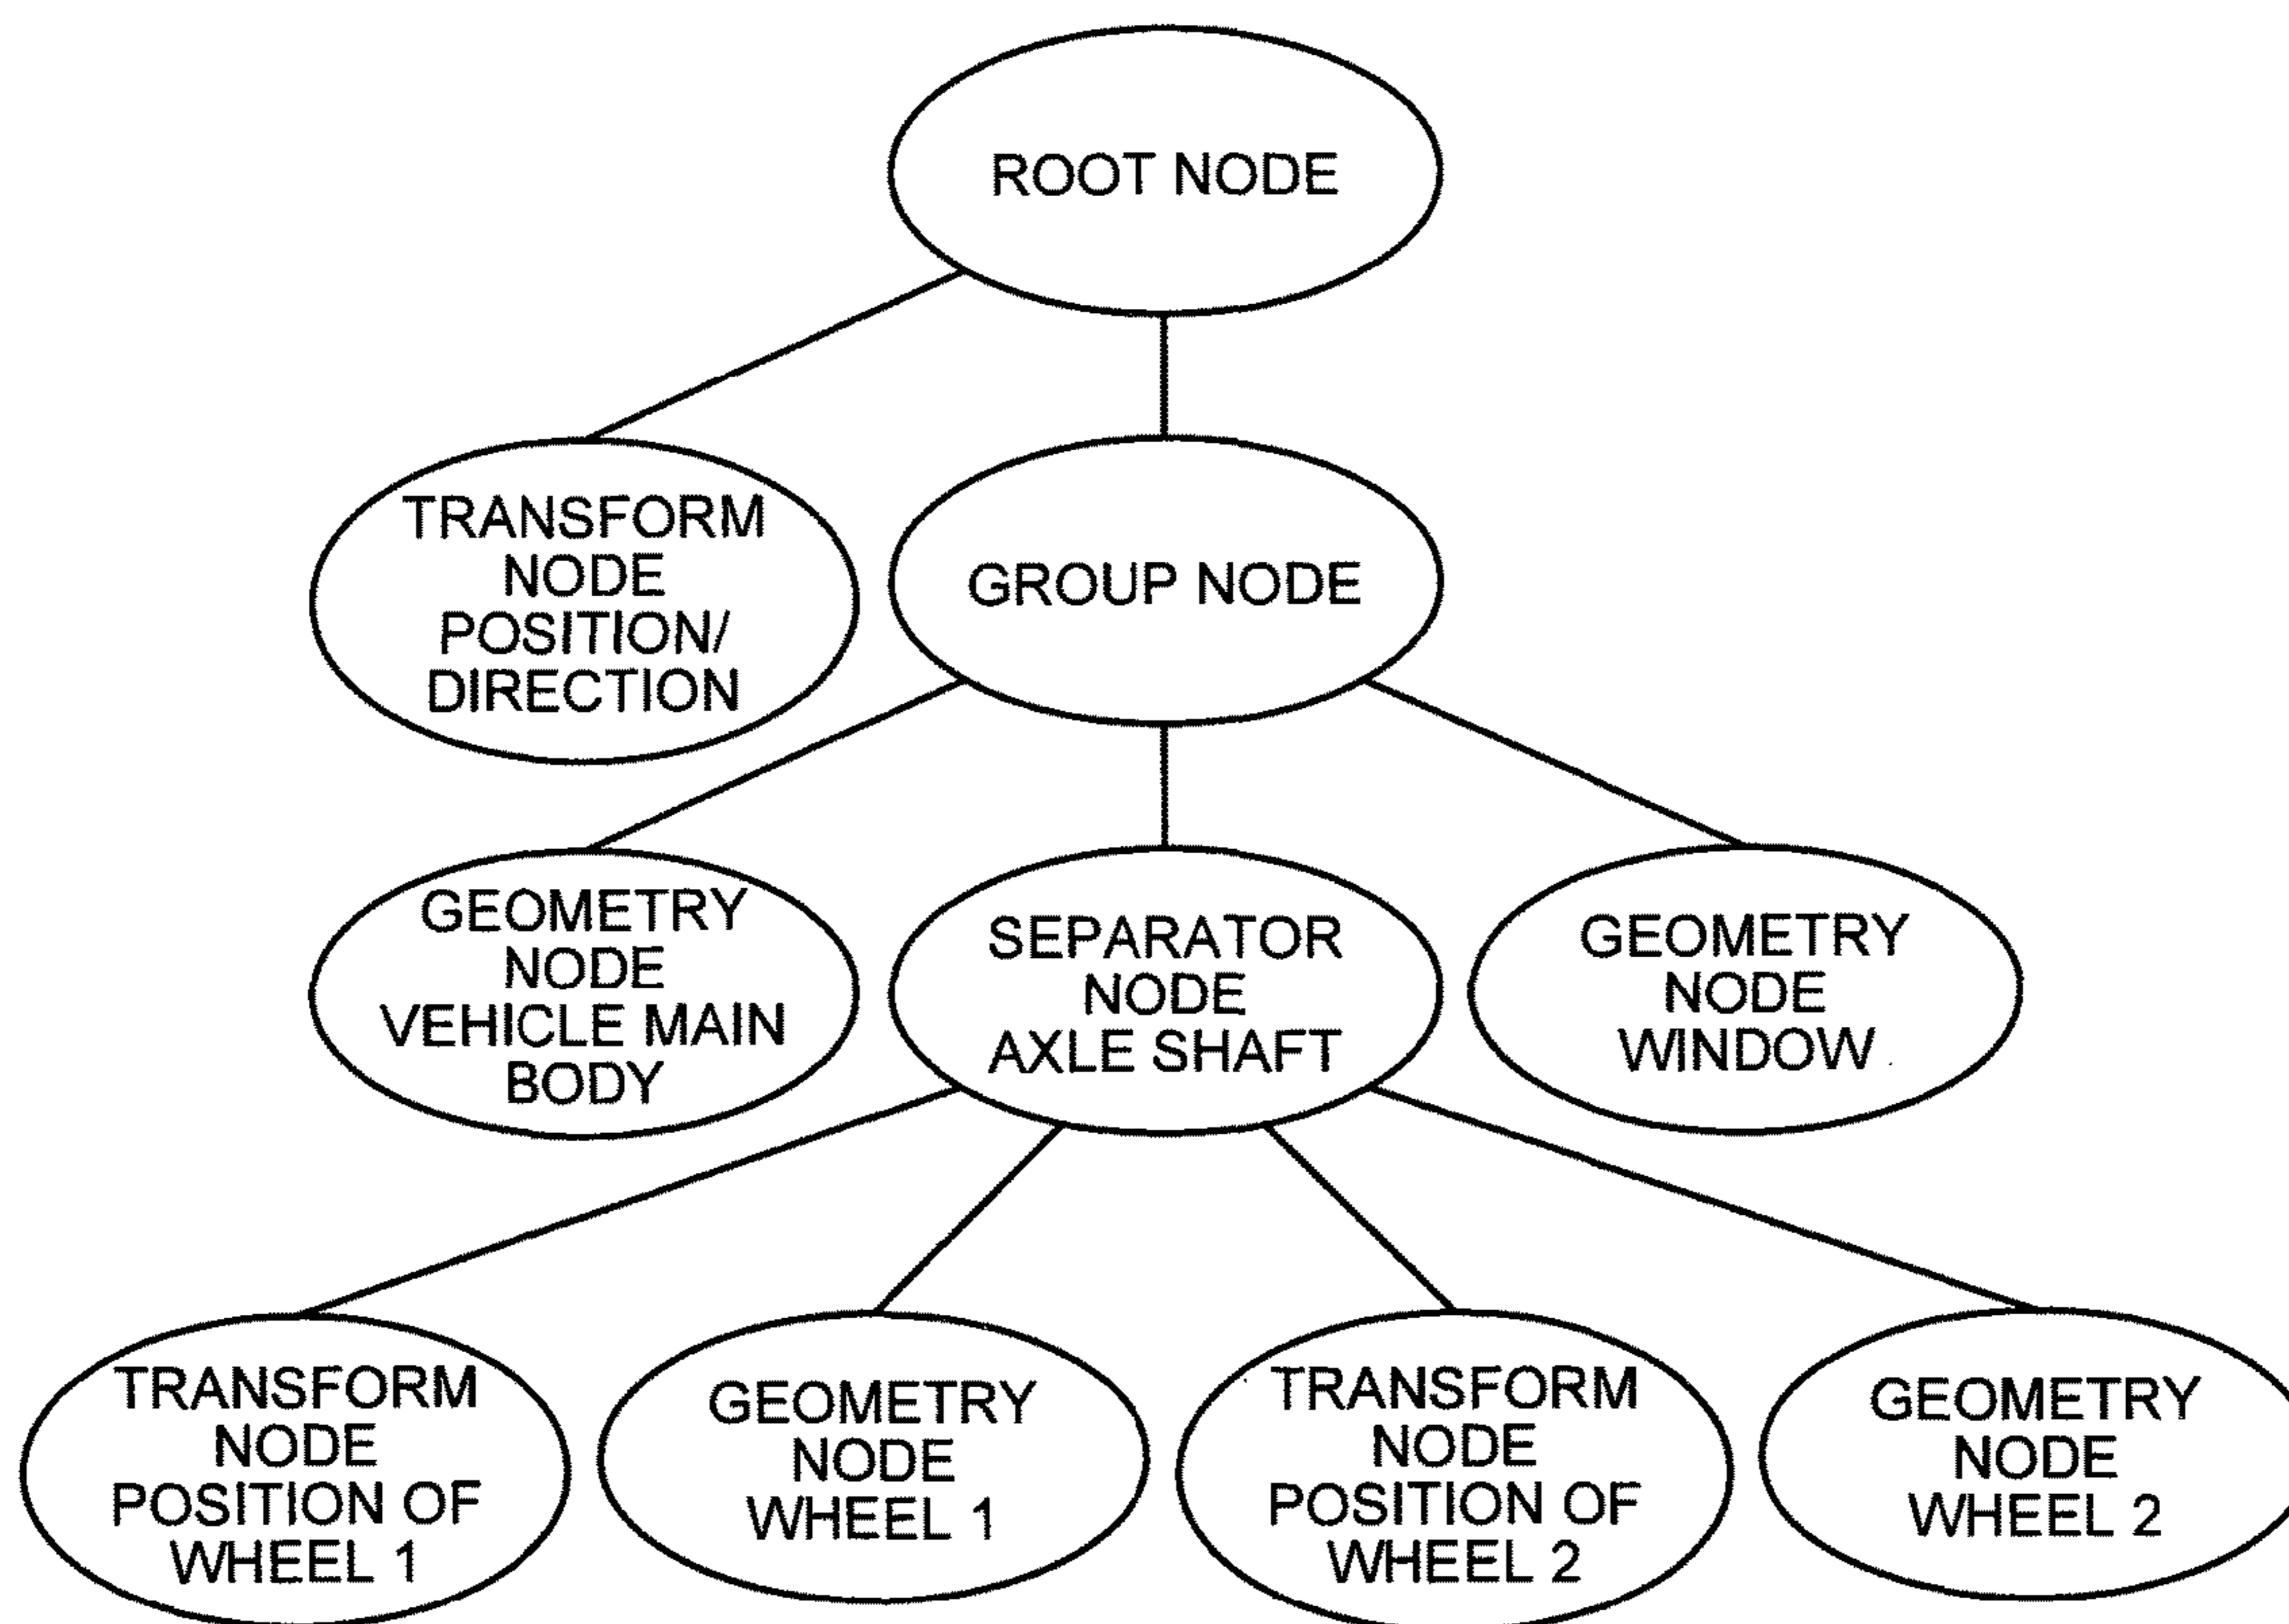 ROOT NODE
TRANSFORM
NODE
POSITION/
DIRECTION
GROUP NODE
GEOMETRY
NODE
VEHICLE MAIN
BODY
SEPARATOR
NODE
AXLE SHAFT
GEOMETRY
NODE
WINDOW
TRANSFORM
NODE
POSITION OF
WHEEL 1
GEOMETRY
NODE
WHEEL 1
TRANSFORM
NODE
POSITION OF
WHEEL 2
GEOMETRY
NODE
WHEEL 2